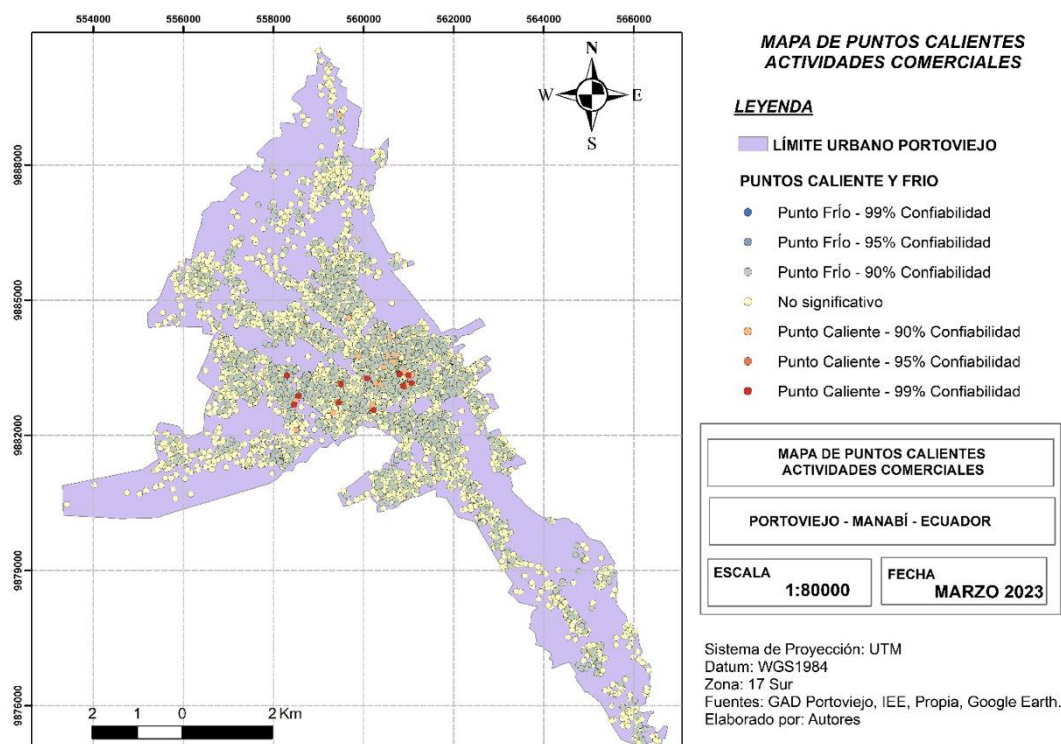 554000 556000 558000 560000 562000 564000 566000
9888000
9885000
9882000
9879000
9876000
N
W E
S
2 1 0 2 Km
MAPA DE PUNTOS CALIENTES
ACTIVIDADES COMERCIALES
LEYENDA
LÍMITE URBANO PORTOVIEJO
PUNTOS CALIENTE Y FRIO
Punto FrÍo - 99% Confiabilidad
Punto FrÍo - 95% Confiabilidad
Punto FrÍo - 90% Confiabilidad
No significativo
Punto Caliente - 90% Confiabilidad
Punto Caliente - 95% Confiabilidad
Punto Caliente - 99% Confiabilidad
MAPA DE PUNTOS CALIENTES
ACTIVIDADES COMERCIALES
PORTOVIEJO - MANABÍ - ECUADOR
ESCALA
1:80000
FECHA
MARZO 2023
Sistema de Proyección: UTM
Datum: WGS1984
Zona: 17 Sur
Fuentes: GAD Portoviejo, IEE, Propia, Google Earth.
Elaborado por: Autores